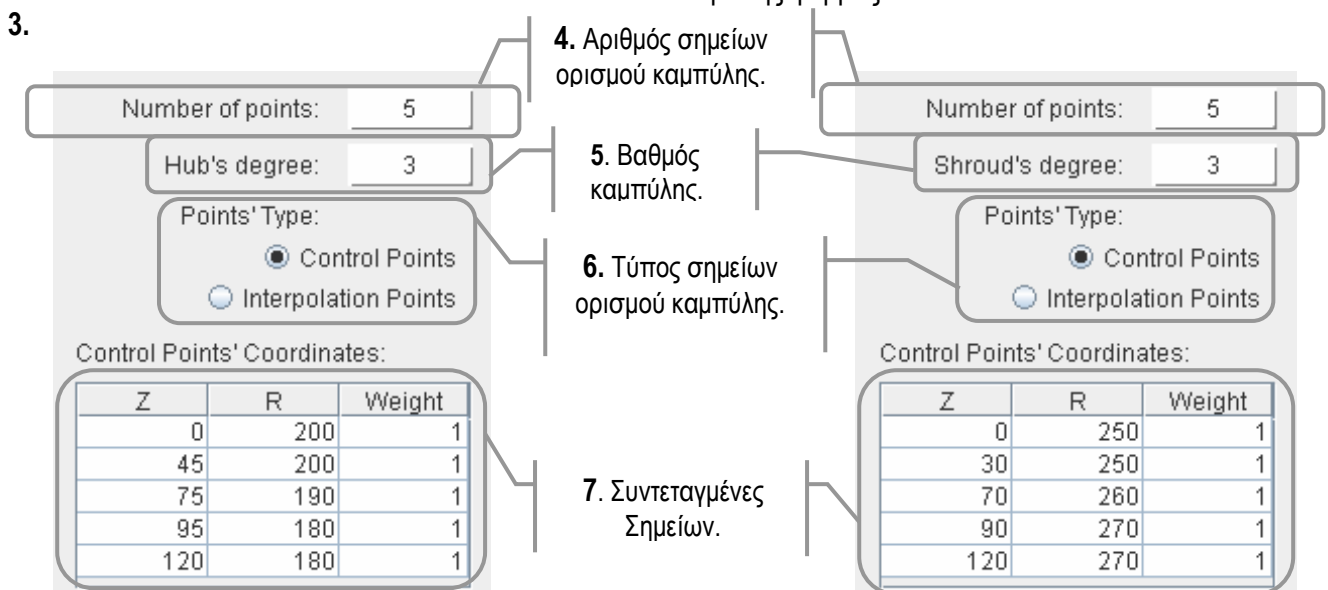 3.
4. Αριθμός σημείων
ορισμού καμπύλης.
Number of points: 5
Number of points: 5
5. Βαθμός
καμπύλης.
Hub's degree: 3
Shroud's degree: 3
Points' Type:
Control Points
Interpolation Points
Points' Type:
Control Points
Interpolation Points
6. Τύπος σημείων
ορισμού καμπύλης.
Control Points' Coordinates:
Z R Weight
0 200 1
45 200 1
75 190 1
95 180 1
120 180 1
7. Συντεταγμένες
Σημείων.
Control Points' Coordinates:
Z R Weight
0 250 1
30 250 1
70 260 1
90 270 1
120 270 1